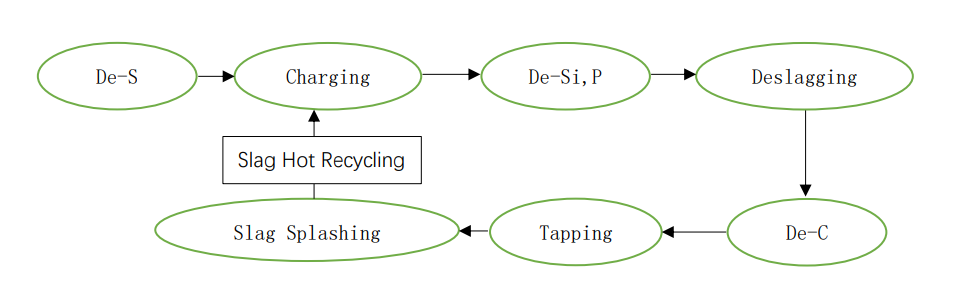 De-S
Charging
De-Si,P
Deslagging
Slag Hot Recycling
Slag Splashing
Tapping
De-C